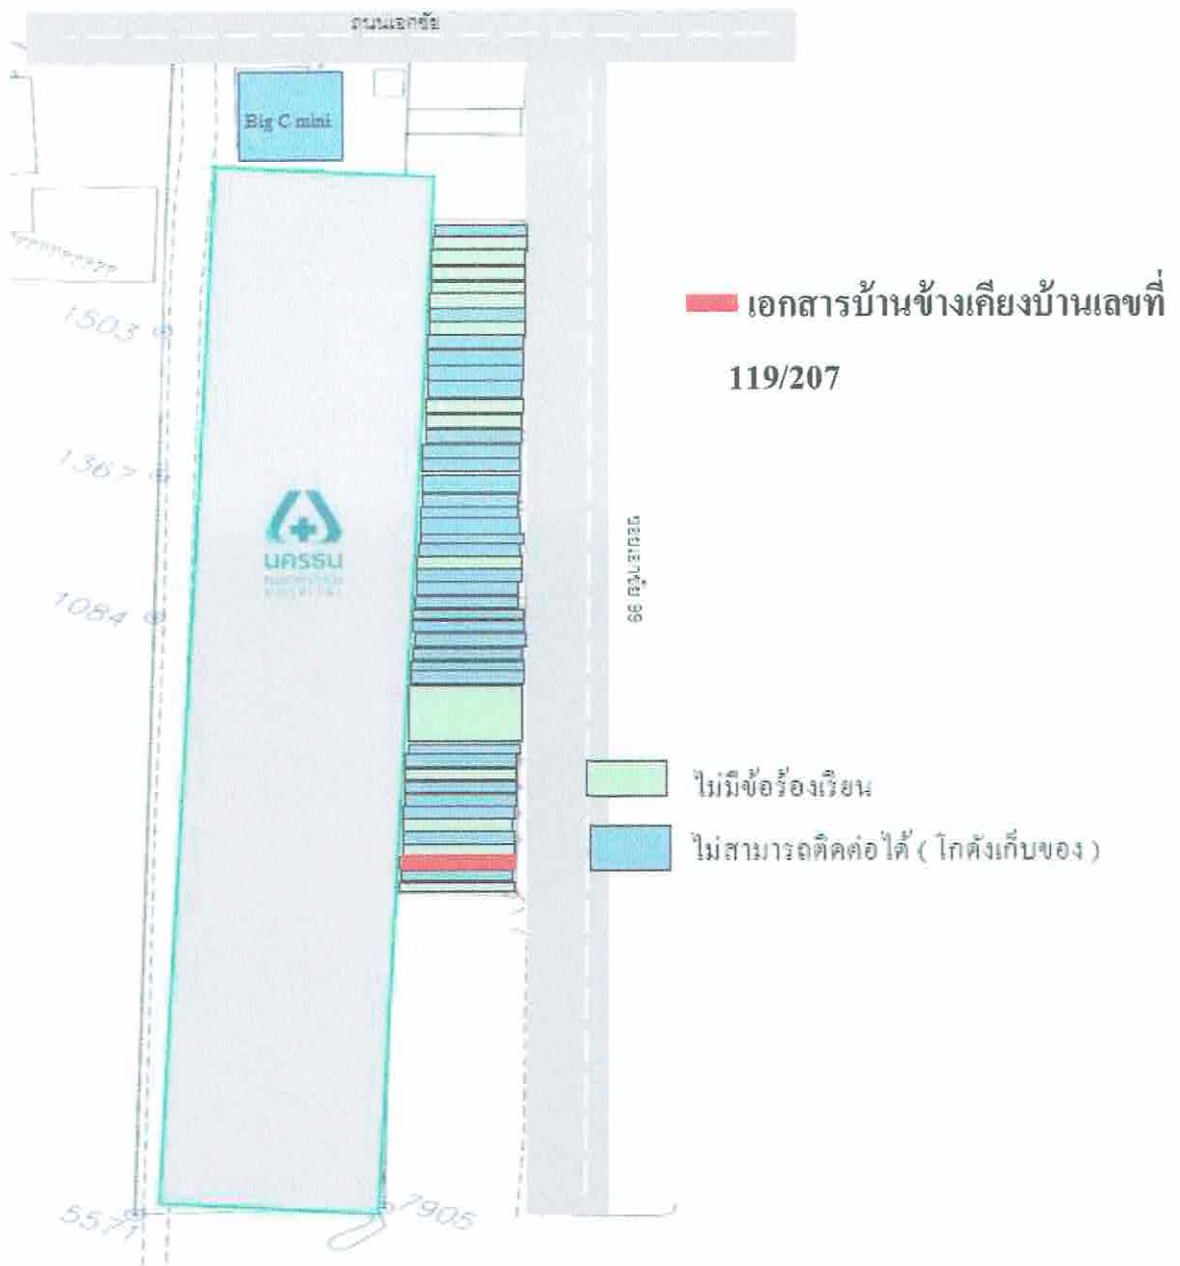 ถนนเอกชัย
Big C mini
1503
เอกสารบ้านข้างเคียงบ้านเลขที่
119/207
1367
นครธน
HOSPITAL
ซอยเอกชัย 99
1084
ไม่มีข้อร้องเรียน
ไม่สามารถติดต่อได้ ( โกดังเก็บของ )
5571
7905